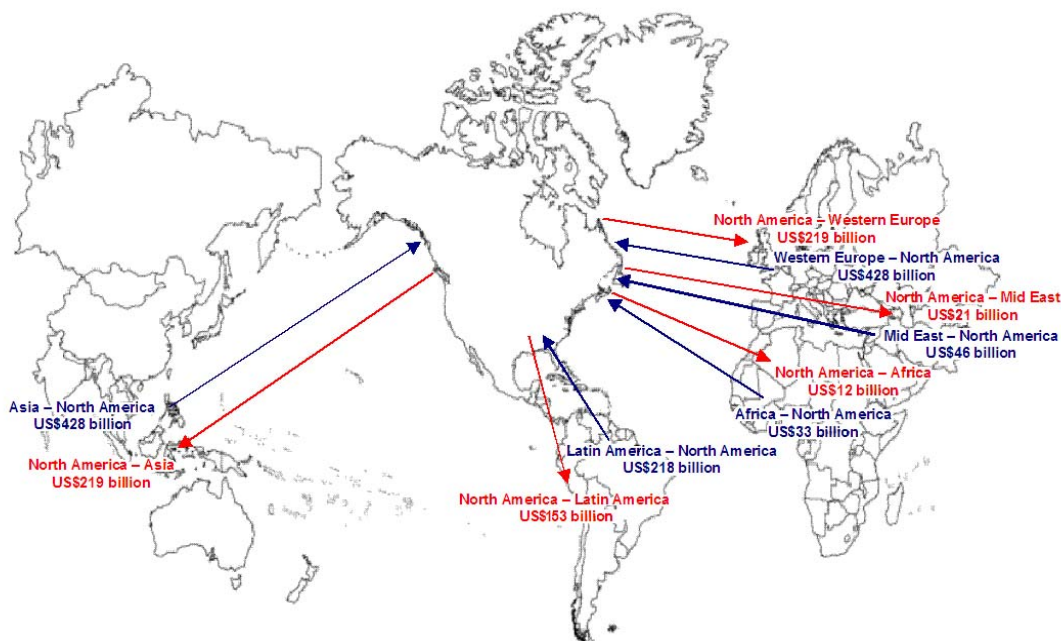 North America – Western Europe
US$219 billion
Western Europe – North America
US$428 billion
North America – Mid East
US$21 billion
Mid East – North America
US$46 billion
North America – Africa
US$12 billion
Africa – North America
US$33 billion
Asia – North America
US$428 billion
North America – Asia
US$219 billion
Latin America – North America
US$218 billion
North America – Latin America
US$153 billion